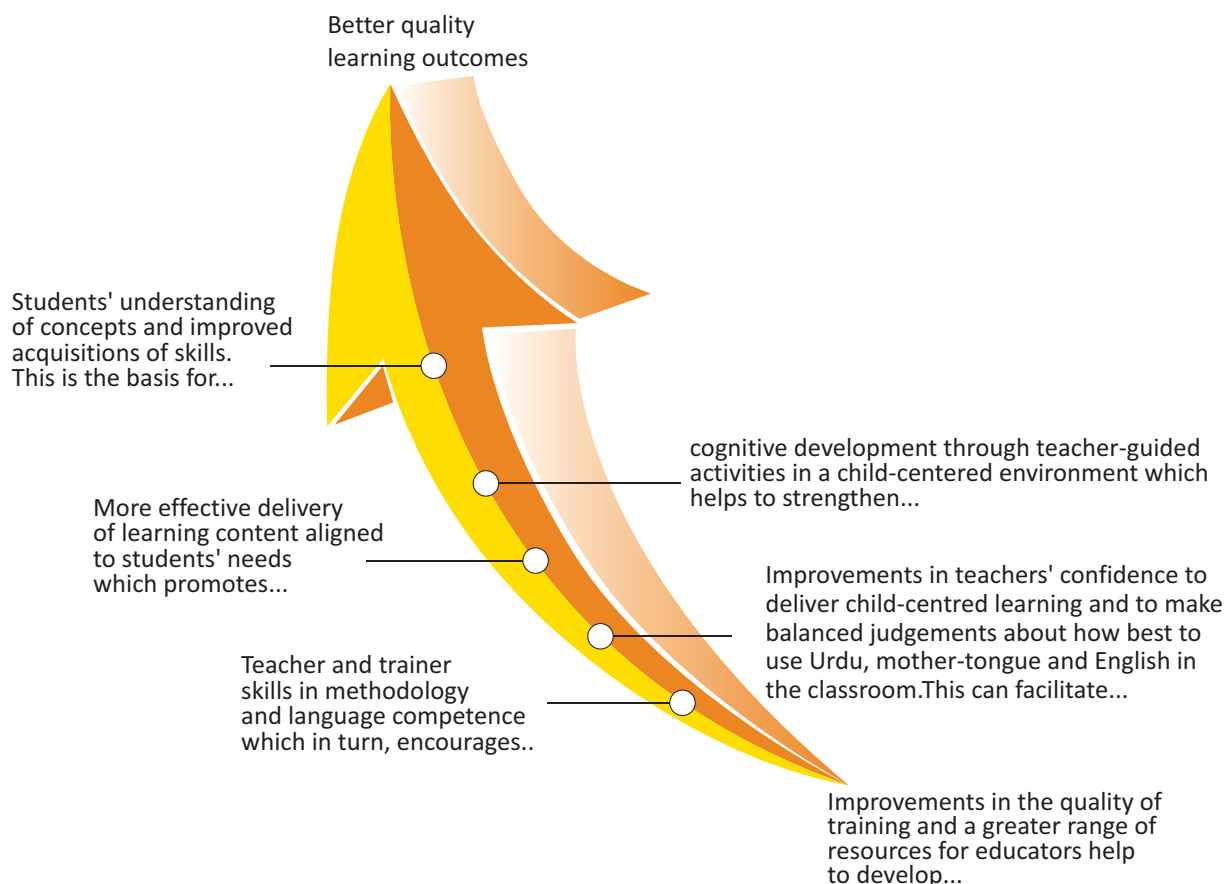 Better quality
learning outcomes
Students' understanding
of concepts and improved
acquisitions of skills.
This is the basis for...
cognitive development through teacher-guided
activities in a child-centered environment which
helps to strengthen...
More effective delivery
of learning content aligned
to students' needs
which promotes...
Improvements in teachers' confidence to
deliver child-centred learning and to make
balanced judgements about how best to
use Urdu, mother-tongue and English in
the classroom.This can facilitate...
Teacher and trainer
skills in methodology
and language competence
which in turn, encourages..
Improvements in the quality of
training and a greater range of
resources for educators help
to develop...